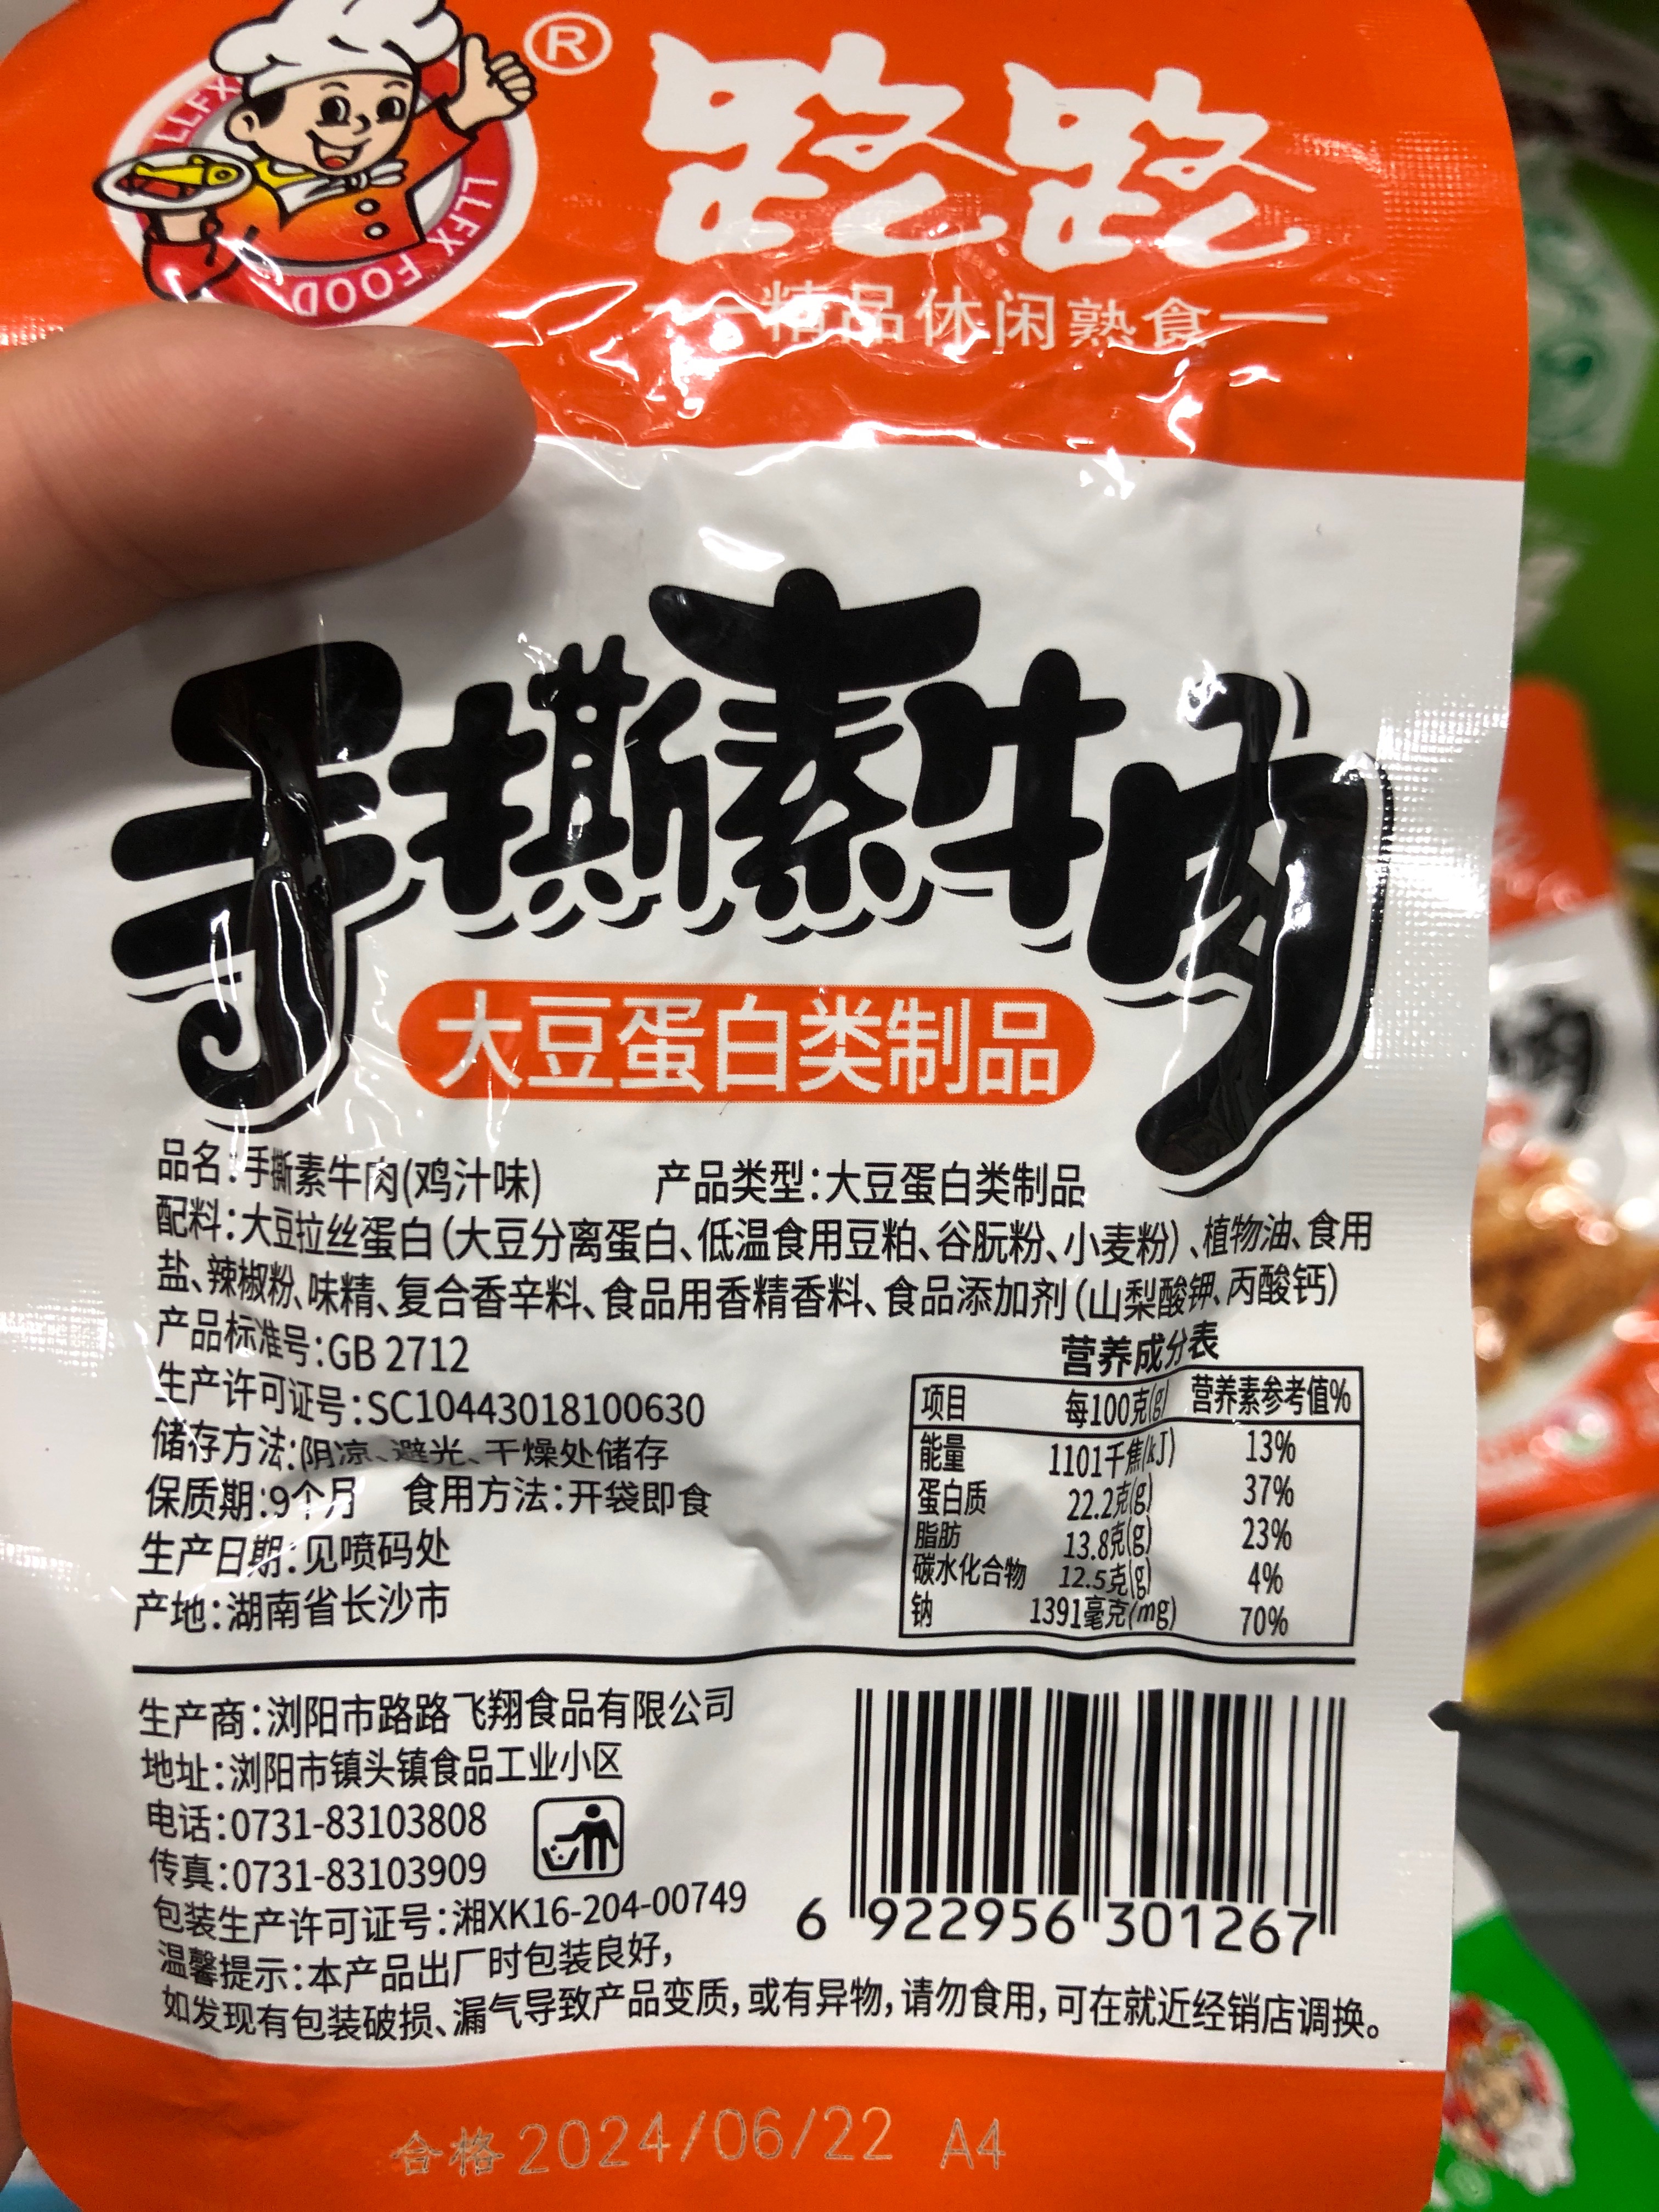 LLFX
LLFX FOOD
®
路路
精品休闲熟食
手撕素牛肉
大豆蛋白类制品
品名:手撕素牛肉(鸡汁味) 产品类型:大豆蛋白类制品
配料:大豆拉丝蛋白(大豆分离蛋白、低温食用豆粕、谷朊粉、小麦粉)、植物油、食用
盐、辣椒粉、味精、复合香辛料、食品用香精香料、食品添加剂(山梨酸钾、丙酸钙)
产品标准号:GB 2712
生产许可证号:SC10443018100630
储存方法:阴凉、避光、干燥处储存
保质期:9个月 食用方法:开袋即食
生产日期:见喷码处
产地:湖南省长沙市
营养成分表
项目 每100克(g) 营养素参考值%
能量 1101千焦(kJ) 13%
蛋白质 22.2克(g) 37%
脂肪 13.8克(g) 23%
碳水化合物 12.5克(g) 4%
钠 1391毫克(mg) 70%
生产商:浏阳市路路飞翔食品有限公司
地址:浏阳市镇头镇食品工业小区
电话:0731-83103808
传真:0731-83103909
包装生产许可证号:湘XK16-204-00749
温馨提示:本产品出厂时包装良好,
如发现有包装破损、漏气导致产品变质,或有异物,请勿食用,可在就近经销店调换。
6 922956 301267
合格 2024/06/22 A4